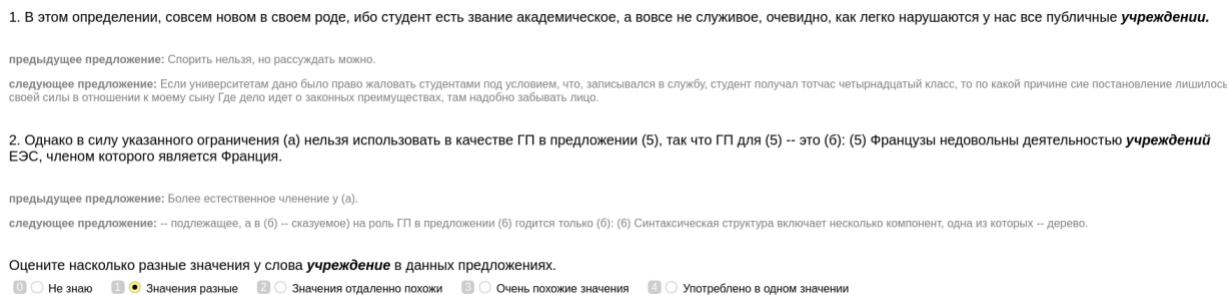 1. В этом определении, совсем новом в своем роде, ибо студент есть звание академическое, а вовсе не служивое, очевидно, как легко нарушаются у нас все публичные учреждении.
предыдущее предложение: Спорить нельзя, но рассуждать можно.
следующее предложение: Если университетам дано было право жаловать студентами под условием, что, записывался в службу, студент получал тотчас четырнадцатый класс, то по какой причине сие постановление лишилось
своей силы в отношении к моему сыну Где дело идет о законных преимуществах, там надобно забывать лицо.
2. Однако в силу указанного ограничения (а) нельзя использовать в качестве ГП в предложении (5), так что ГП для (5) -- это (б): (5) Французы недовольны деятельностью учреждений
ЕЭС, членом которого является Франция.
предыдущее предложение: Более естественное членение у (а).
следующее предложение: -- подлежащее, а в (б) -- сказуемое) на роль ГП в предложении (6) годится только (б): (6) Синтаксическая структура включает несколько компонент, одна из которых -- дерево.
Оцените насколько разные значения у слова учреждение в данных предложениях.
0 Не знаю 1 Значения разные 2 Значения отдаленно похожи 3 Очень похожие значения 4 Употреблено в одном значении